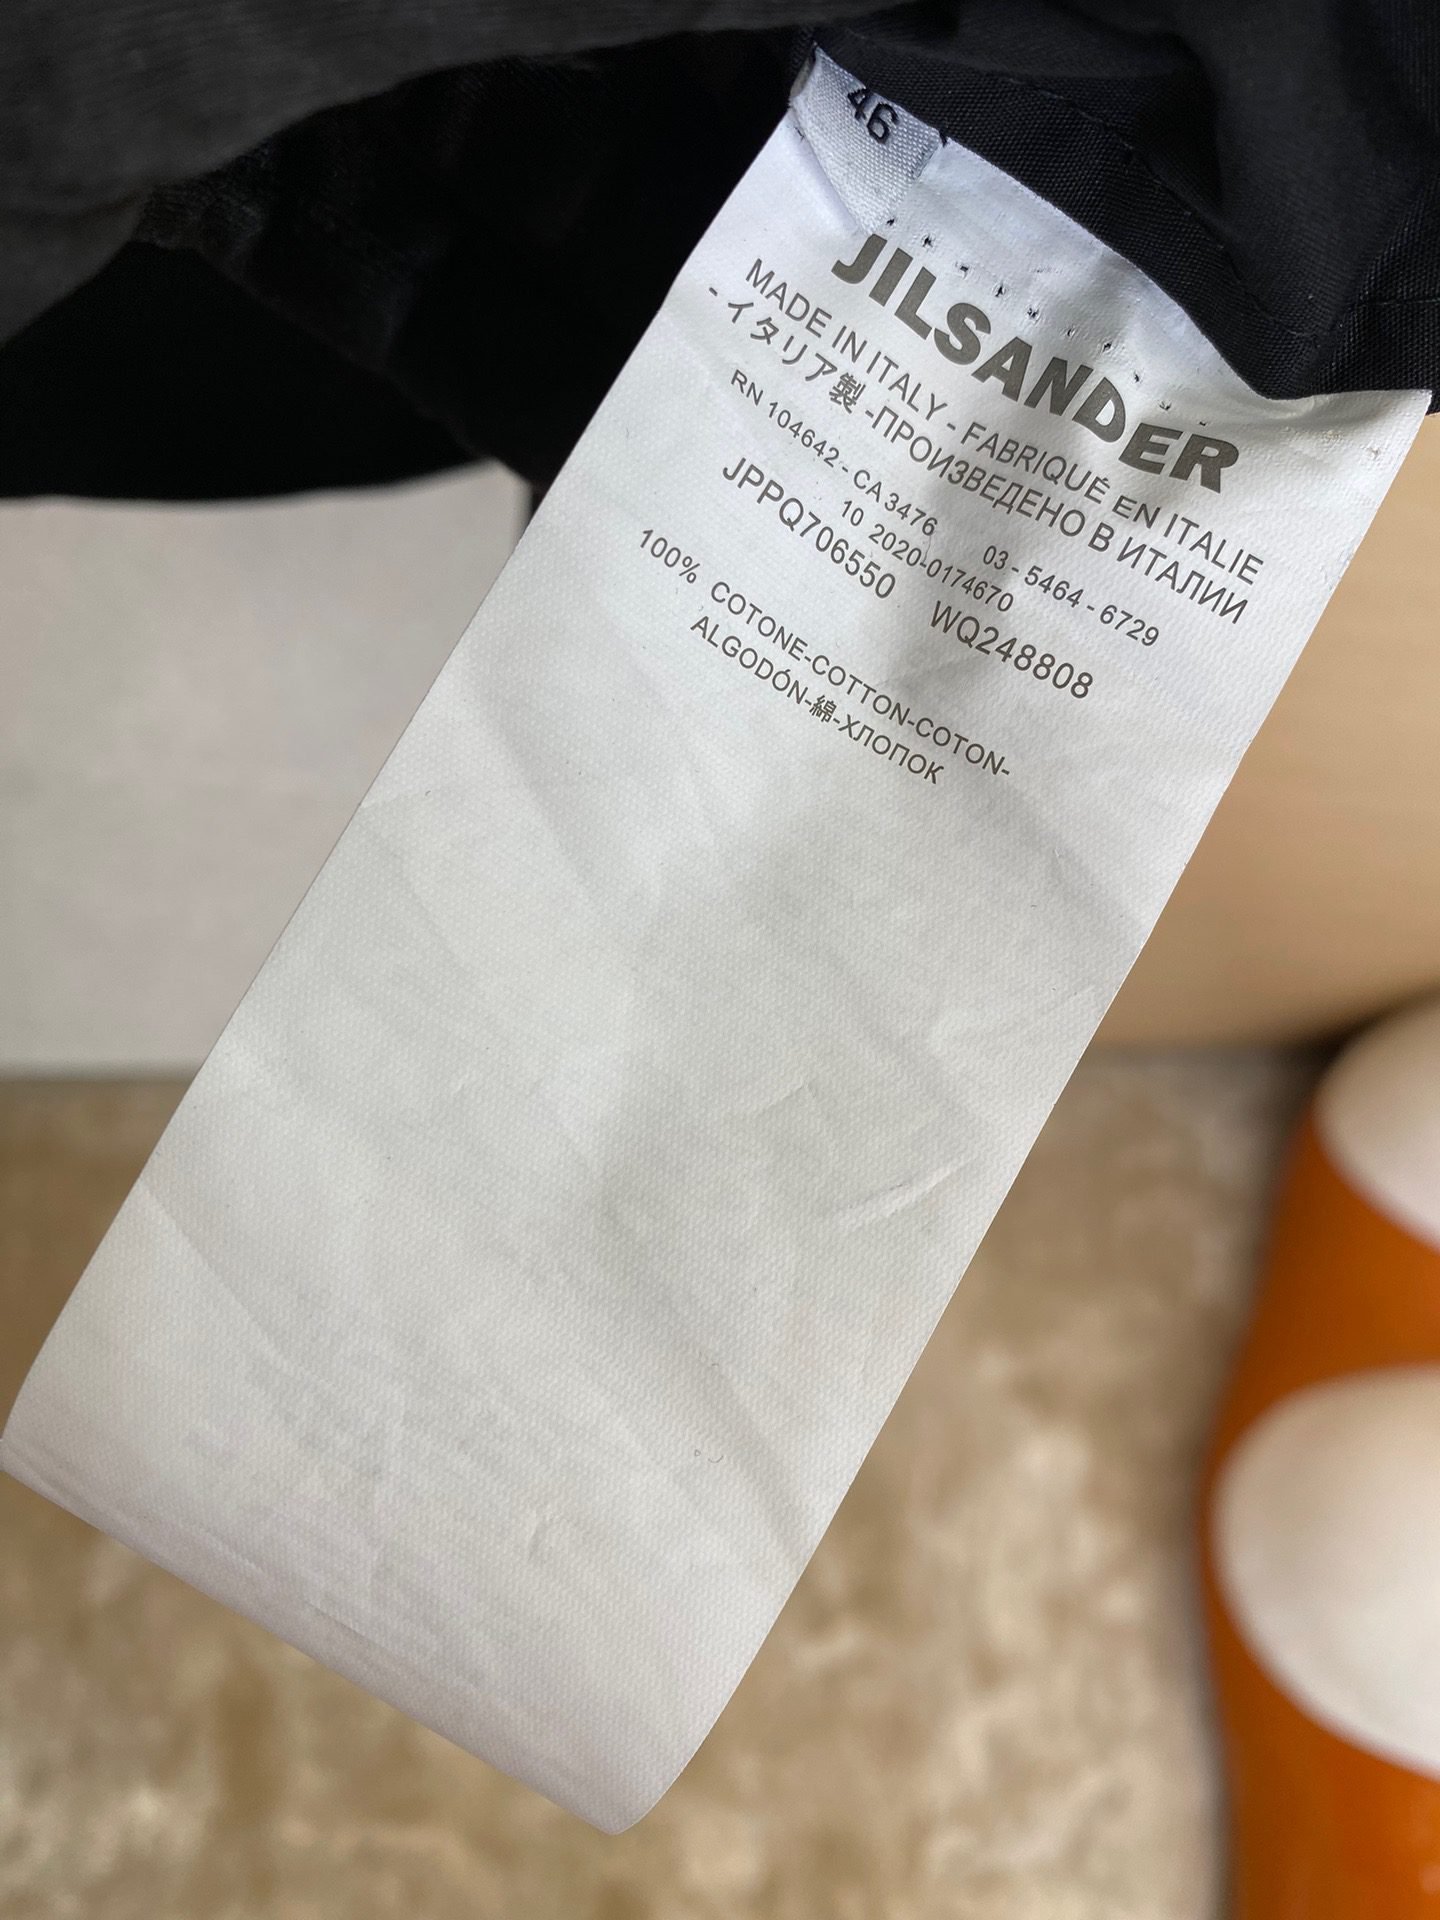 46
JILSANDER
MADE IN ITALY - FABRIQUÉ EN ITALIE
- イタリア製 -ПРОИЗВЕДЕНО В ИТАЛИИ
RN 104642 - CA 3476 03 - 5464 - 6729
10 2020-0174670
JPPQ706550 WQ248808
100% COTONE-COTTON-COTON-
ALGODÓN-綿-ХЛОПОК